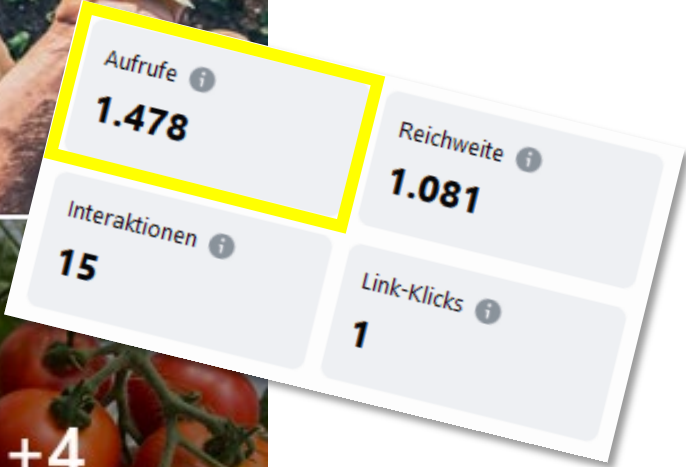 Aufrufe
1.478
Reichweite
1.081
Interaktionen
15
Link-Klicks
1
+4